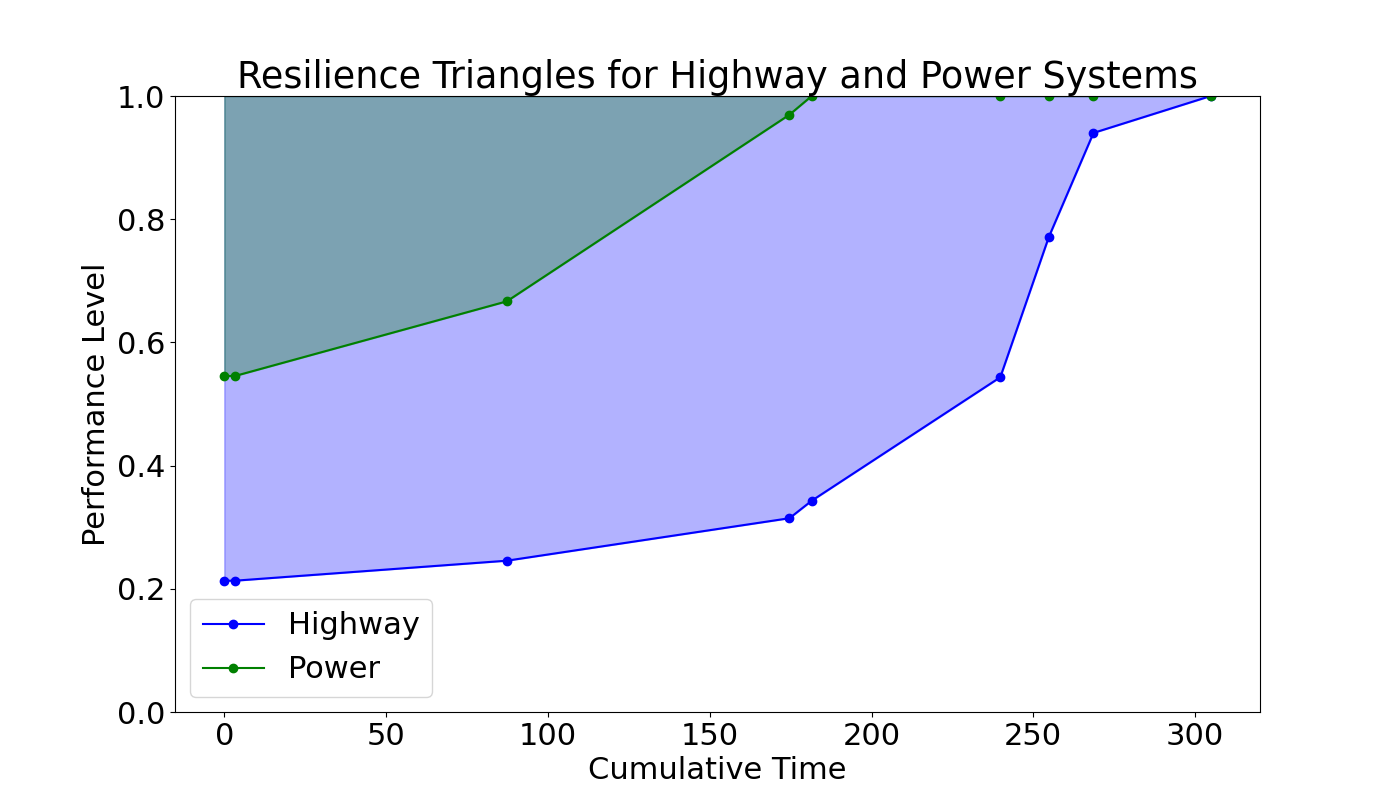 Resilience Triangles for Highway and Power Systems
1.0
0.8
0.6
0.4
0.2
0.0
Performance Level
Highway
Power
0 50 100 150 200 250 300
Cumulative Time